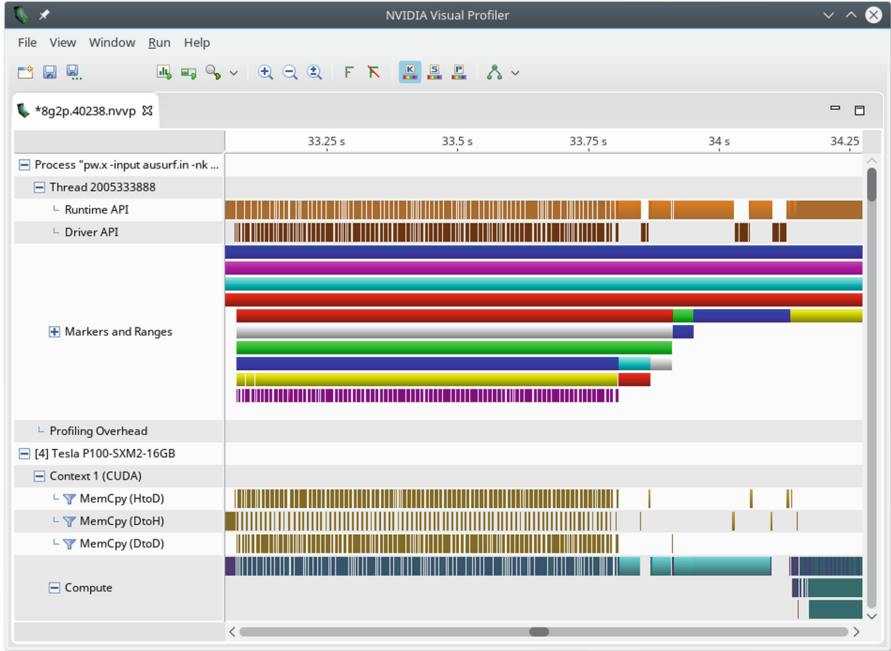 NVIDIA Visual Profiler
File View Window Run Help
F F K S P
*8g2p.40238.nvvp
33.25 s 33.5 s 33.75 s 34 s 34.25
Process "pw.x -input ausurf.in -nk ...
Thread 2005333888
Runtime API
Driver API
Markers and Ranges
Profiling Overhead
[4] Tesla P100-SXM2-16GB
Context 1 (CUDA)
MemCpy (HtoD)
MemCpy (DtoH)
MemCpy (DtoD)
Compute